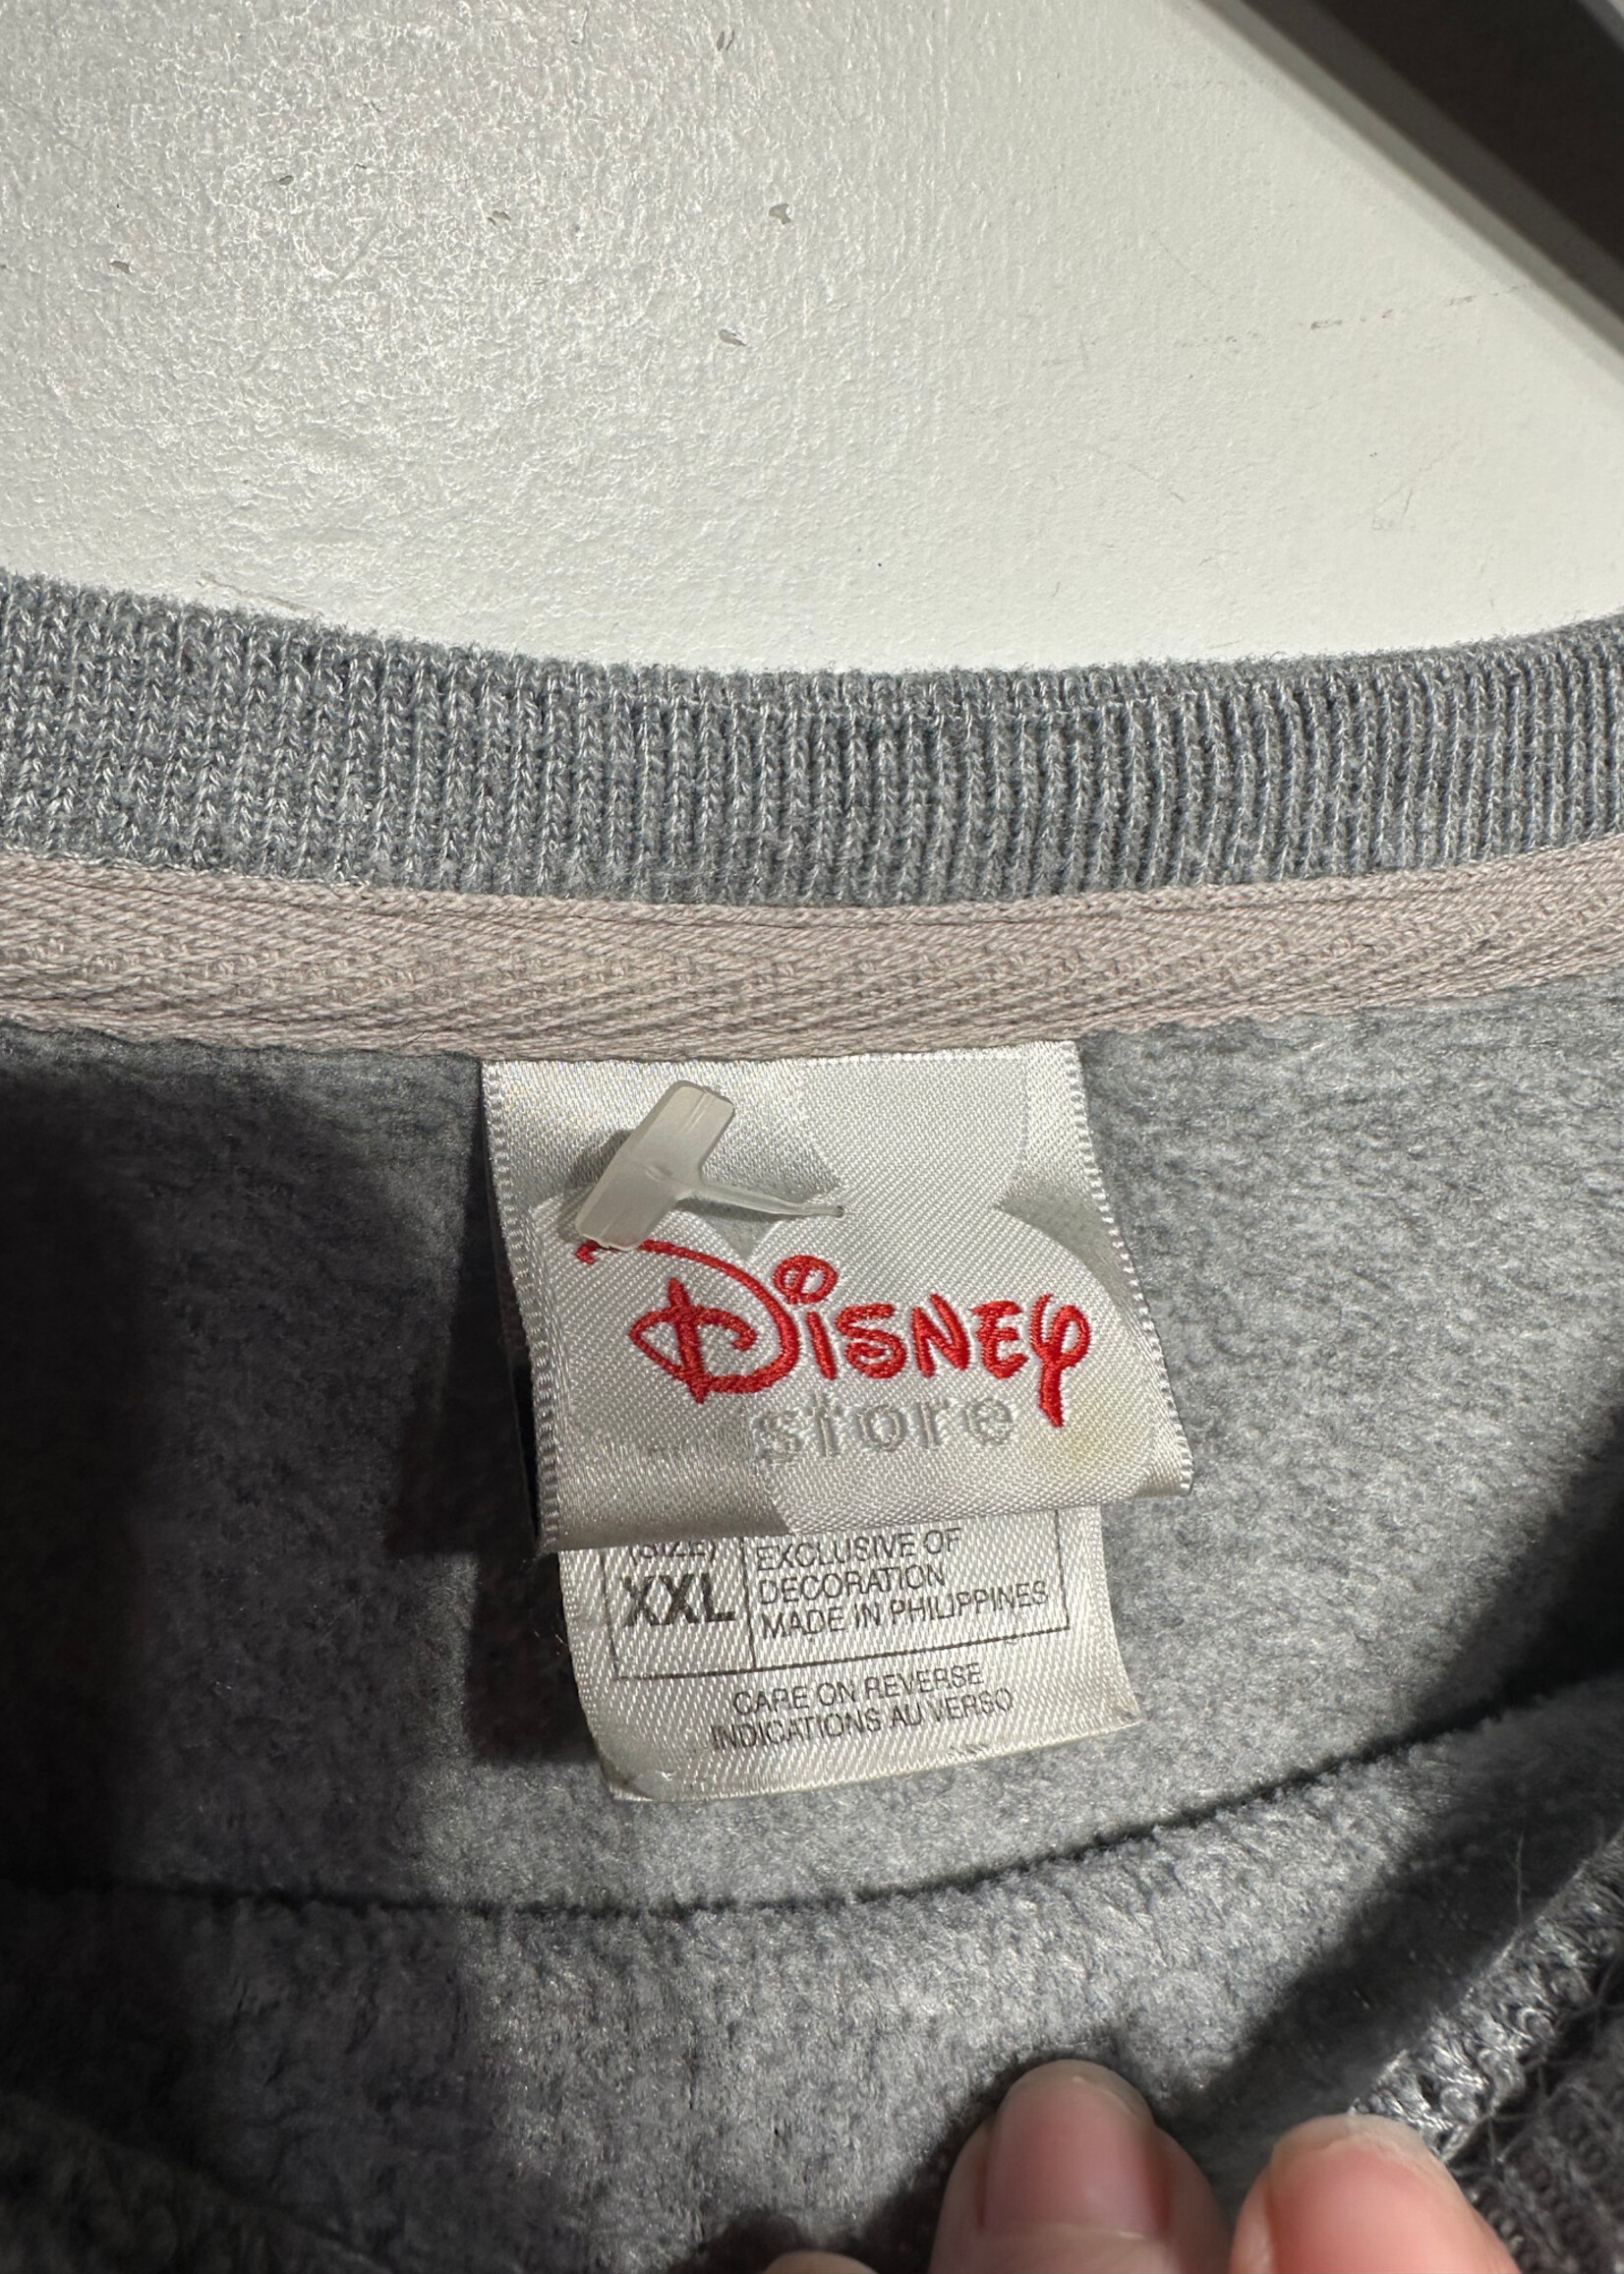 Disney
store
(SIZE)
XXL
EXCLUSIVE OF
DECORATION
MADE IN PHILIPPINES
CARE ON REVERSE
INDICATIONS AU VERSO